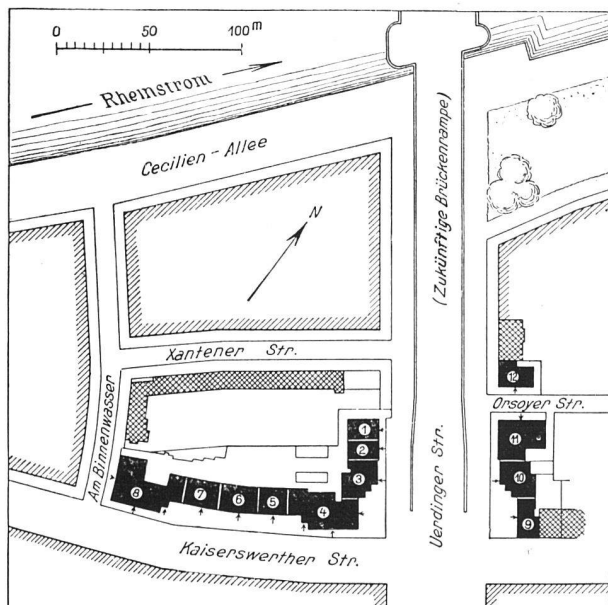 0 50 100 m
Rheinstrom
Cecilien-Allee
(Zukünftige Brückenrampe)
N
Xantener Str.
Am Binnenwasser
Uerdinger Str.
Orsoyer Str.
12
1
2
3
4
5
6
7
8
11
10
9
Kaiserswerther Str.